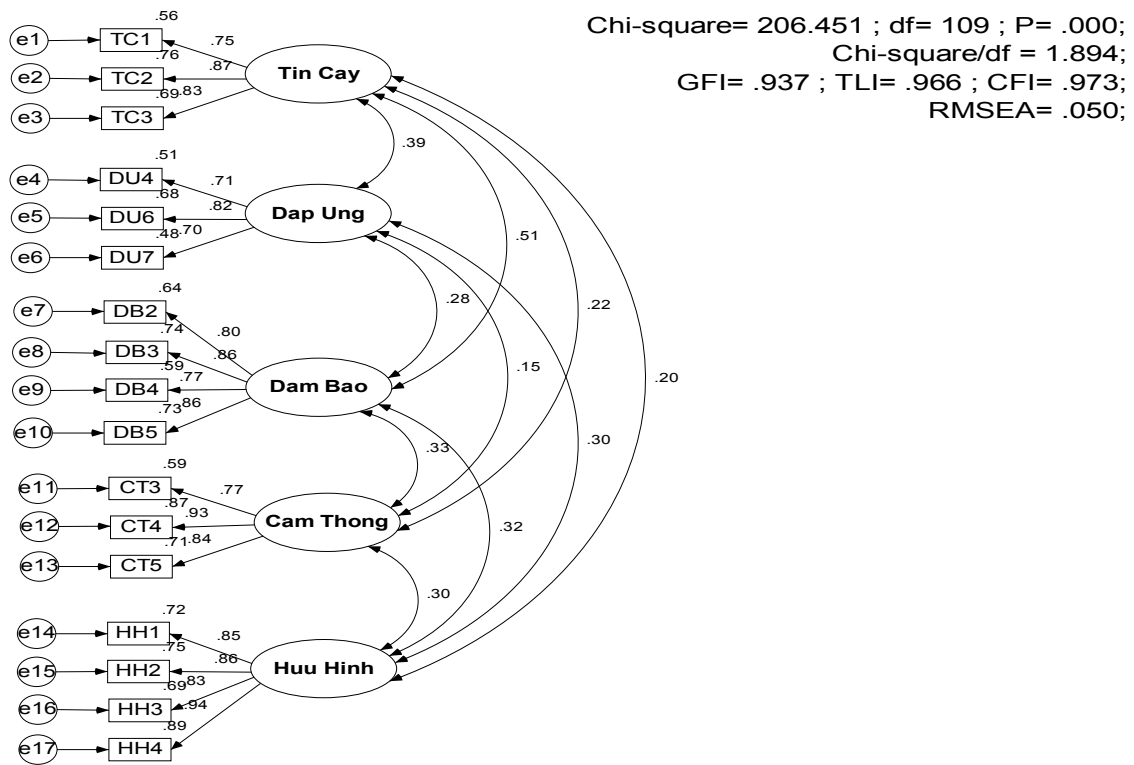 Chi-square= 206.451 ; df= 109 ; P= .000;
Chi-square/df = 1.894;
GFI= .937 ; TLI= .966 ; CFI= .973;
RMSEA= .050;
.56
e1 TC1 .75
.76
e2 TC2 .87 Tin Cay
.69 .83
e3 TC3
.39
.51
e4 DU4 .71
.68
e5 DU6 .82 Dap Ung
.48 .70
e6 DU7
.51
.28
.22
.64
e7 DB2 .80
.74
e8 DB3 .86
.59
e9 DB4 .77 Dam Bao
.73 .86
e10 DB5
.15
.20
.33
.30
.59
e11 CT3 .77
.87
e12 CT4 .93 Cam Thong
.71 .84
e13 CT5
.32
.30
.72
e14 HH1 .85
.75
e15 HH2 .86 Huu Hinh
.69 .83
e16 HH3 .94
.89
e17 HH4